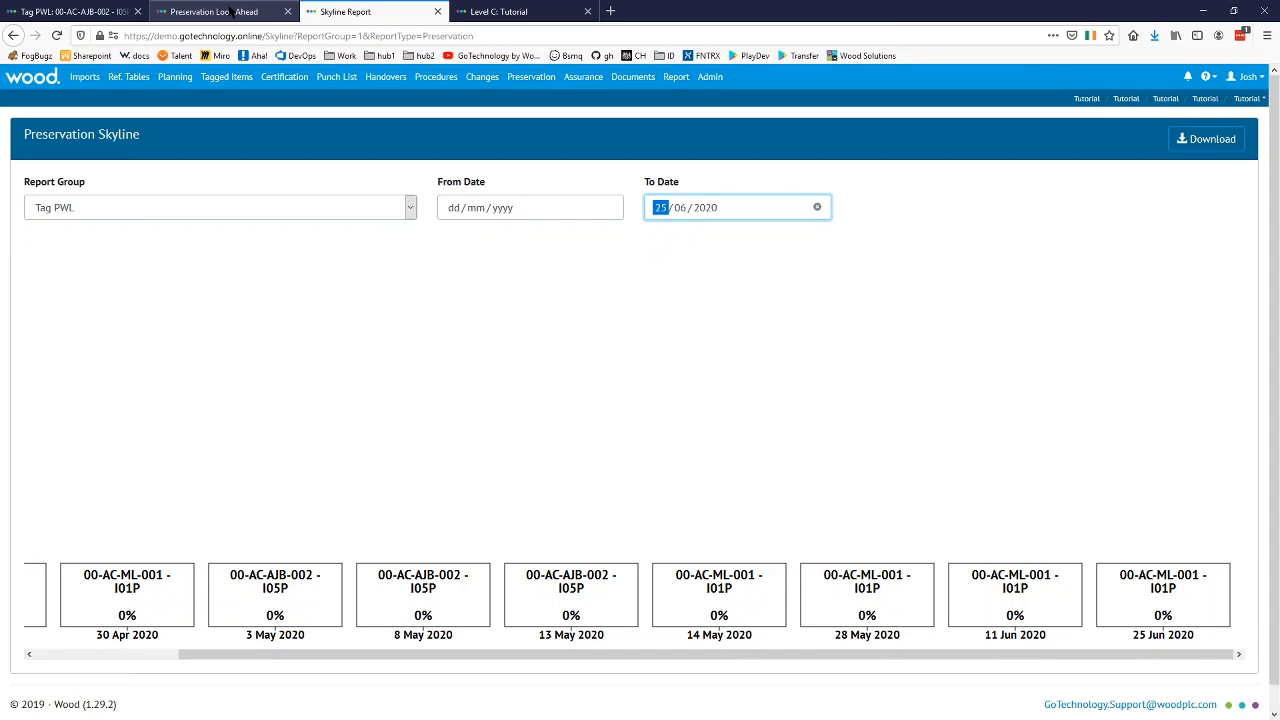 Tag PWL: 00-AC-AJB-002 - I05P
Preservation Look Ahead
Skyline Report
Level C: Tutorial
https://demo.gotechnology.online/Skyline?ReportGroup=1&ReportType=Preservation
FogBugz Sharepoint docs Talent Miro Aha! DevOps Work hub1 hub2 GoTechnology by Wo... Bsmq gh CH ID FNTRX PlayDev Transfer Wood Solutions
wood. Imports Ref. Tables Planning Tagged Items Certification Punch List Handovers Procedures Changes Preservation Assurance Documents Report Admin Josh
Tutorial / Tutorial / Tutorial / Tutorial / Tutorial
Preservation Skyline
Download
Report Group From Date To Date
Tag PWL dd / mm / yyyy 25 / 06 / 2020
00-AC-ML-001 - 00-AC-AJB-002 - 00-AC-AJB-002 - 00-AC-AJB-002 - 00-AC-ML-001 - 00-AC-ML-001 - 00-AC-ML-001 - 00-AC-ML-001 -
I01P I05P I05P I05P I01P I01P I01P I01P
0% 0% 0% 0% 0% 0% 0% 0%
30 Apr 2020 3 May 2020 8 May 2020 13 May 2020 14 May 2020 28 May 2020 11 Jun 2020 25 Jun 2020
© 2019 - Wood (1.29.2) GoTechnology.Support@woodplc.com